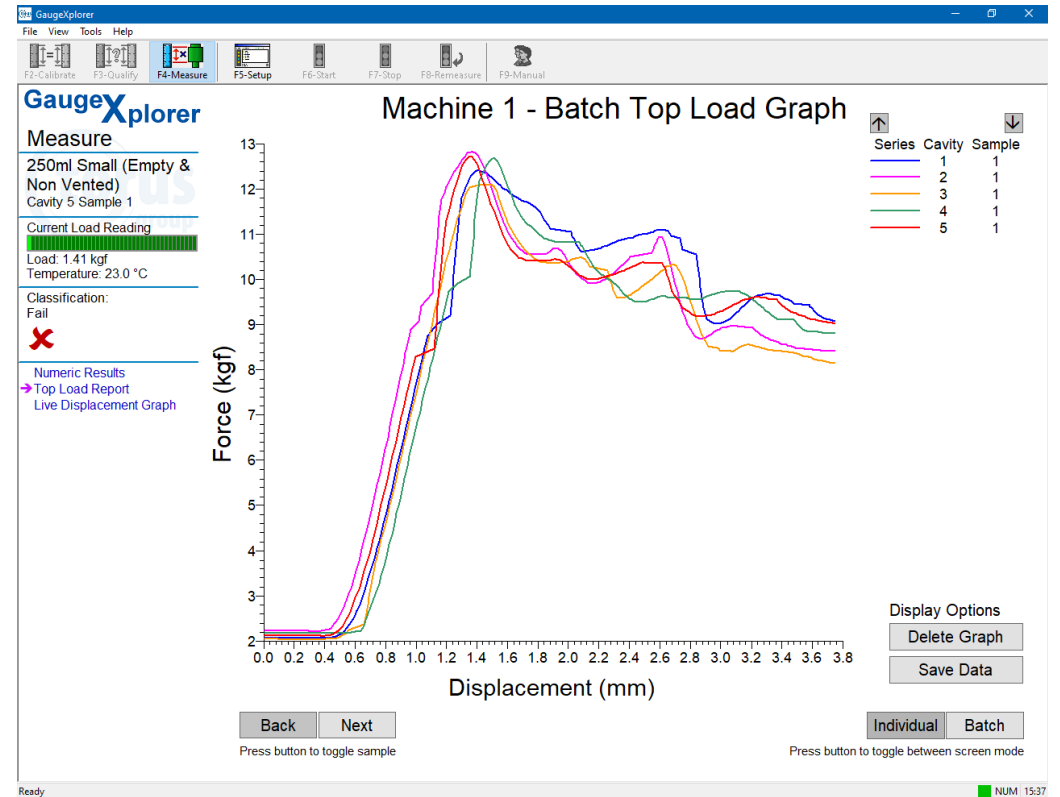 GaugeXplorer
File View Tools Help
F2-Calibrate F3-Qualify F4-Measure F5-Setup F6-Start F7-Stop F8-Remeasure F9-Manual
GaugeXplorer
Measure
250ml Small (Empty &
Non Vented)
Cavity 5 Sample 1
Current Load Reading
Load: 1.41 kgf
Temperature: 23.0 °C
Classification:
Fail
Numeric Results
Top Load Report
Live Displacement Graph
Machine 1 - Batch Top Load Graph
Series Cavity Sample
1 1
2 1
3 1
4 1
5 1
Force (kgf)
13
12
11
10
9
8
7
6
5
4
3
2
0.0 0.2 0.4 0.6 0.8 1.0 1.2 1.4 1.6 1.8 2.0 2.2 2.4 2.6 2.8 3.0 3.2 3.4 3.6 3.8
Displacement (mm)
Display Options
Delete Graph
Save Data
Back Next
Press button to toggle sample
Individual Batch
Press button to toggle between screen mode
Ready
NUM 15:37